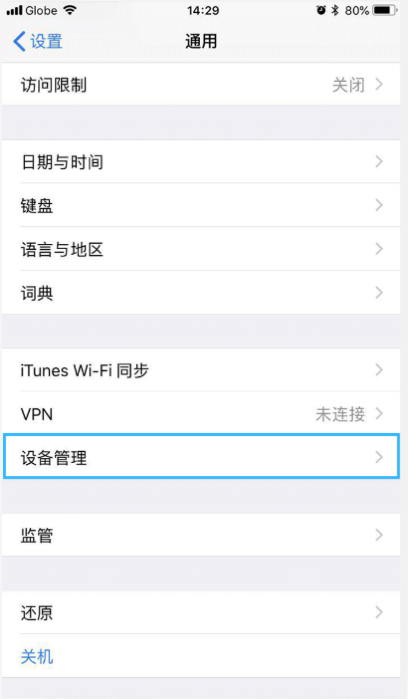 Globe 14:29 80%
设置 通用
访问限制 关闭
日期与时间
键盘
语言与地区
词典
iTunes Wi-Fi 同步
VPN 未连接
设备管理
监管
还原
关机